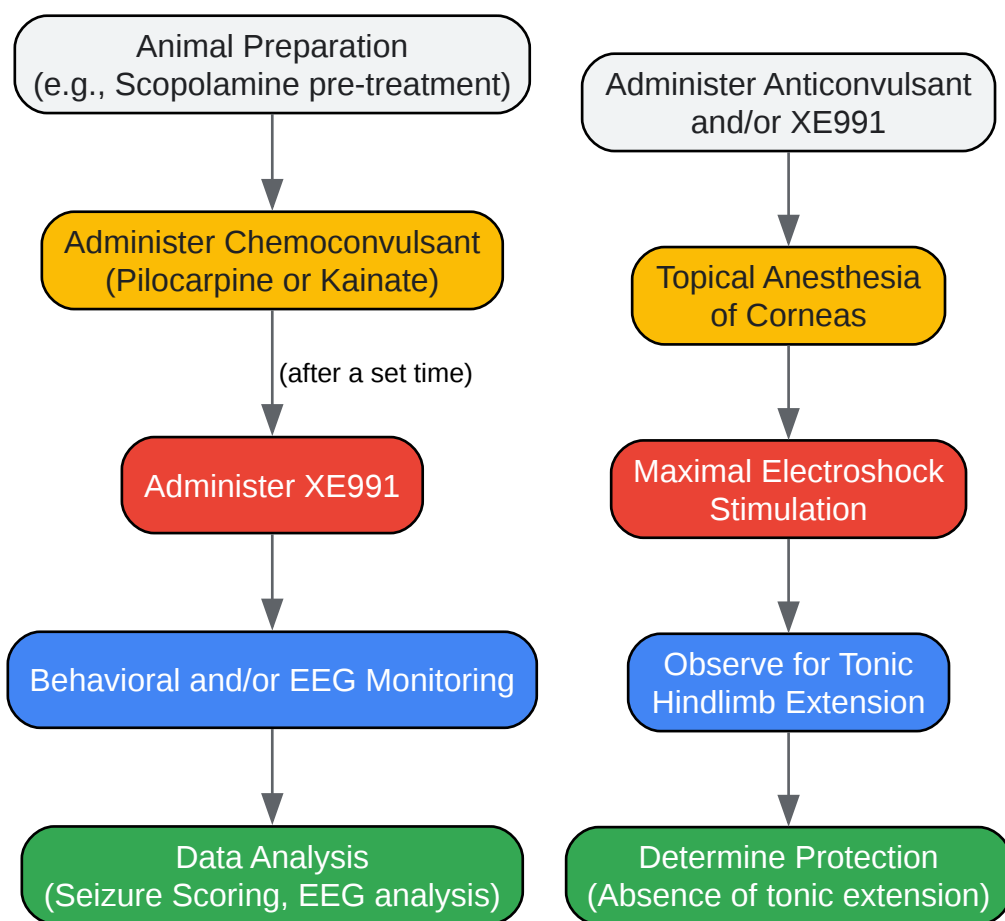 Animal Preparation
(e.g., Scopolamine pre-treatment)
Administer Chemoconvulsant
(Pilocarpine or Kainate)
(after a set time)
Administer XE991
Behavioral and/or EEG Monitoring
Data Analysis
(Seizure Scoring, EEG analysis)
Administer Anticonvulsant
and/or XE991
Topical Anesthesia
of Corneas
Maximal Electroshock
Stimulation
Observe for Tonic
Hindlimb Extension
Determine Protection
(Absence of tonic extension)